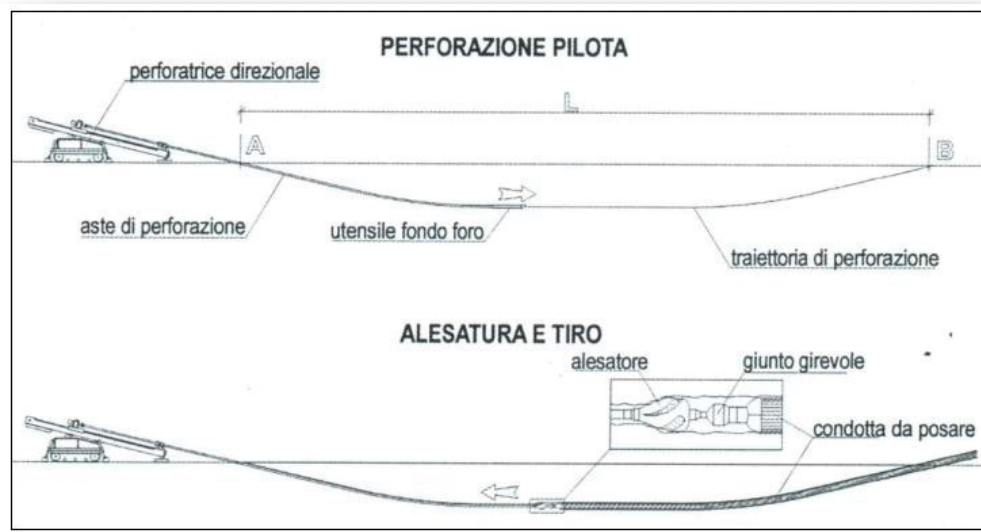 PERFORAZIONE PILOTA
perforatrice direzionale
L
A
B
aste di perforazione
utensile fondo foro
traiettoria di perforazione
ALESATURA E TIRO
alesatore
giunto girevole
condotta da posare